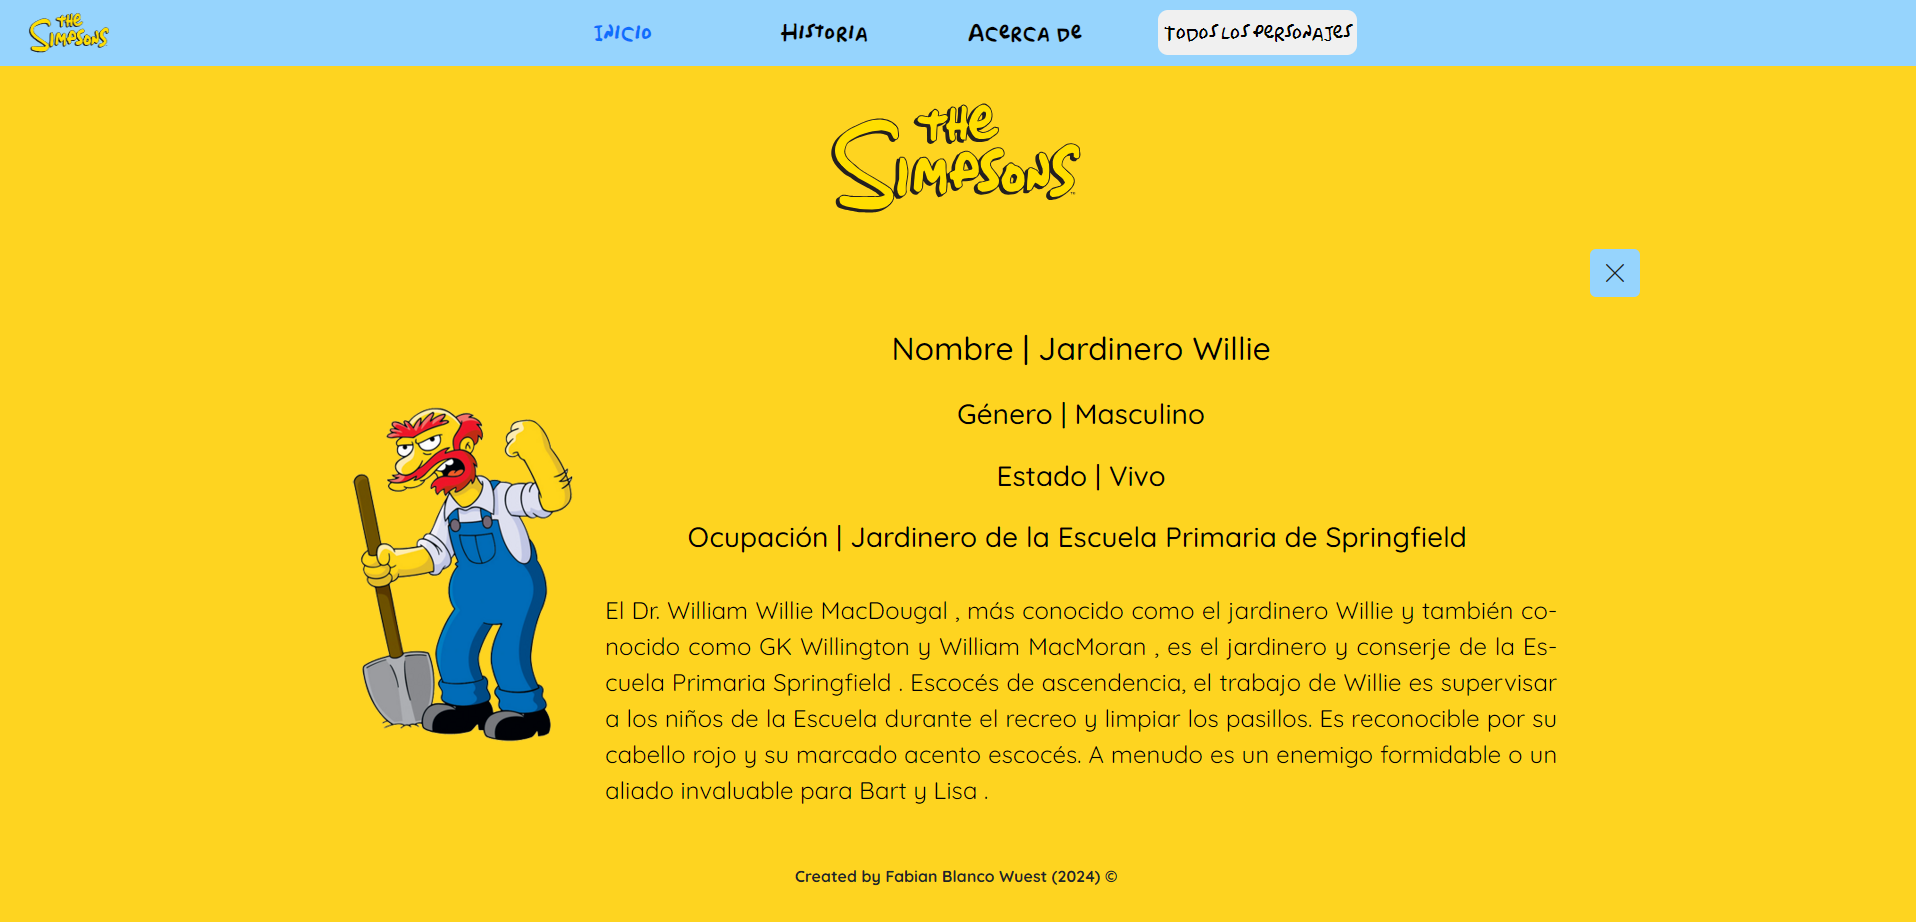 The Simpsons
Inicio
Historia
Acerca de
Todos los personajes
The Simpsons™
Nombre | Jardinero Willie
Género | Masculino
Estado | Vivo
Ocupación | Jardinero de la Escuela Primaria de Springfield
El Dr. William Willie MacDougal , más conocido como el jardinero Willie y también co-
nocido como GK Willington y William MacMoran , es el jardinero y conserje de la Es-
cuela Primaria Springfield . Escocés de ascendencia, el trabajo de Willie es supervisar
a los niños de la Escuela durante el recreo y limpiar los pasillos. Es reconocible por su
cabello rojo y su marcado acento escocés. A menudo es un enemigo formidable o un
aliado invaluable para Bart y Lisa .
Created by Fabian Blanco Wuest (2024) ©